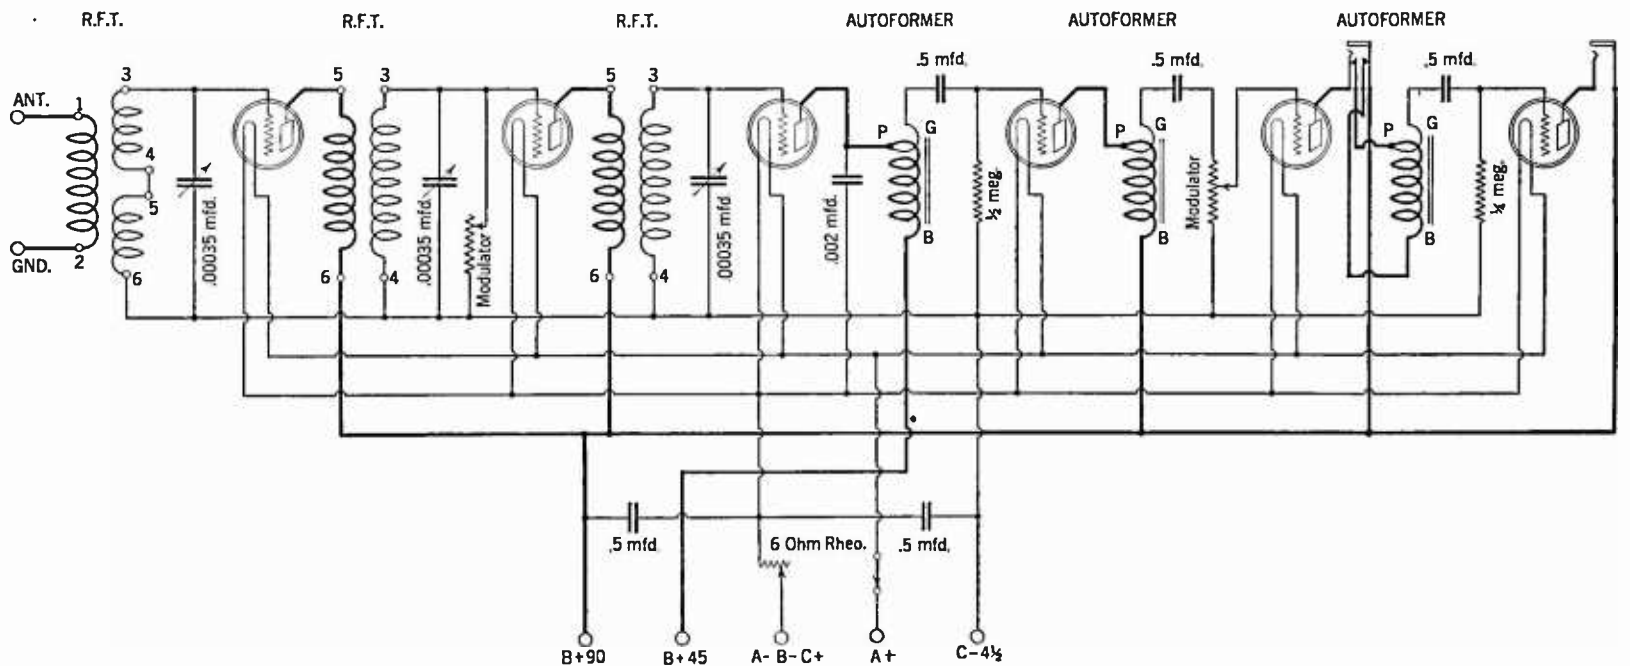 R.F.T. R.F.T. R.F.T. AUTOFORMER AUTOFORMER AUTOFORMER
.5 mfd. .5 mfd. .5 mfd.
3 5 3 5 3
ANT. 1
P G P G P G
4
5
.00035 mfd. .00035 mfd. Modulator .00035 mfd .002 mfd. ½ meg. Modulator ¼ meg.
B B B
GND. 2
6 6 4 6 4
.5 mfd. 6 Ohm Rheo. .5 mfd.
B+90 B+45 A- B- C+ A+ C-4½